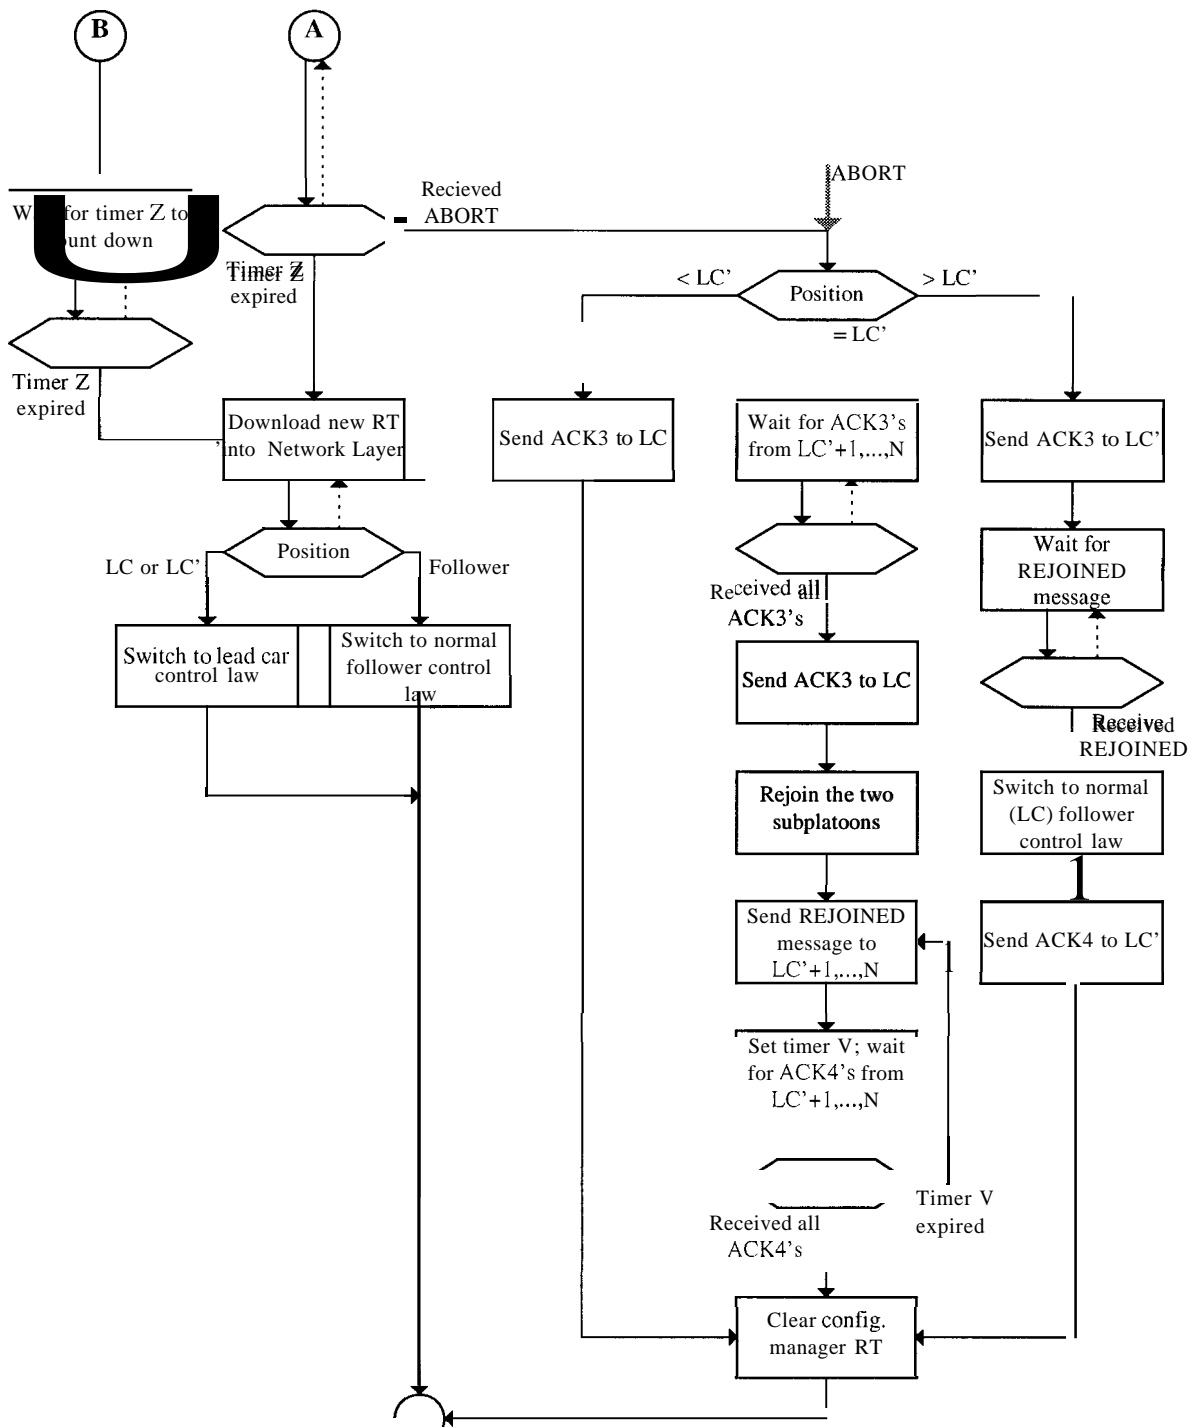 B
A
Recieved
ABORT
ABORT
for timer Z to
ount down
Timer Z
expired
< LC'
Position
> LC'
= LC'
Timer Z
expired
Download new RT
into Network Layer
Send ACK3 to LC
Wait for ACK3's
from LC'+1,...,N
Send ACK3 to LC'
LC or LC'
Position
Follower
Wait for
REJOINED
message
Received all
ACK3's
Switch to lead car
control law
Switch to normal
follower control
law
Send ACK3 to LC
Received
REJOINED
Rejoin the two
subplatoons
Switch to normal
(LC) follower
control law
Send REJOINED
message to
LC'+1,...,N
Send ACK4 to LC'
Set timer V; wait
for ACK4's from
LC'+1,...,N
Timer V
expired
Received all
ACK4's
Clear config.
manager RT